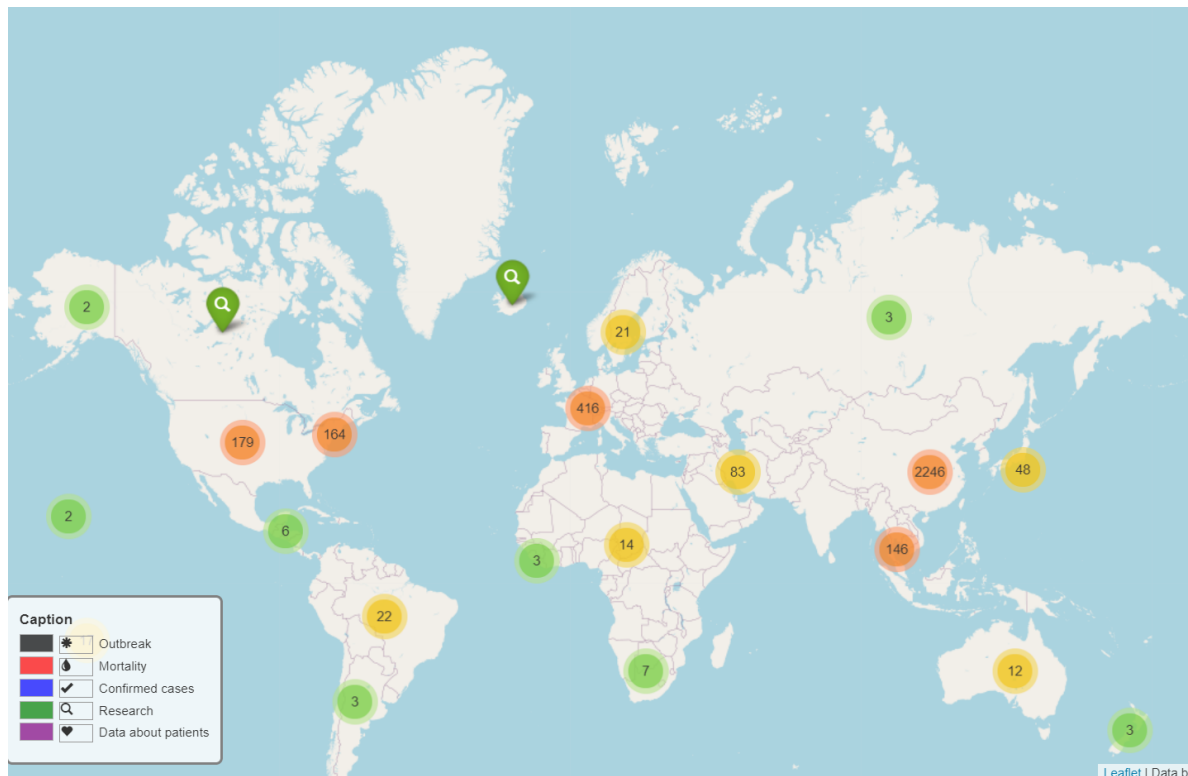 2
21
3
416
179
164
83
2246
48
2
6
3
14
146
22
7
12
3
3
Caption
Outbreak
Mortality
Confirmed cases
Research
Data about patients
Leaflet | Data b